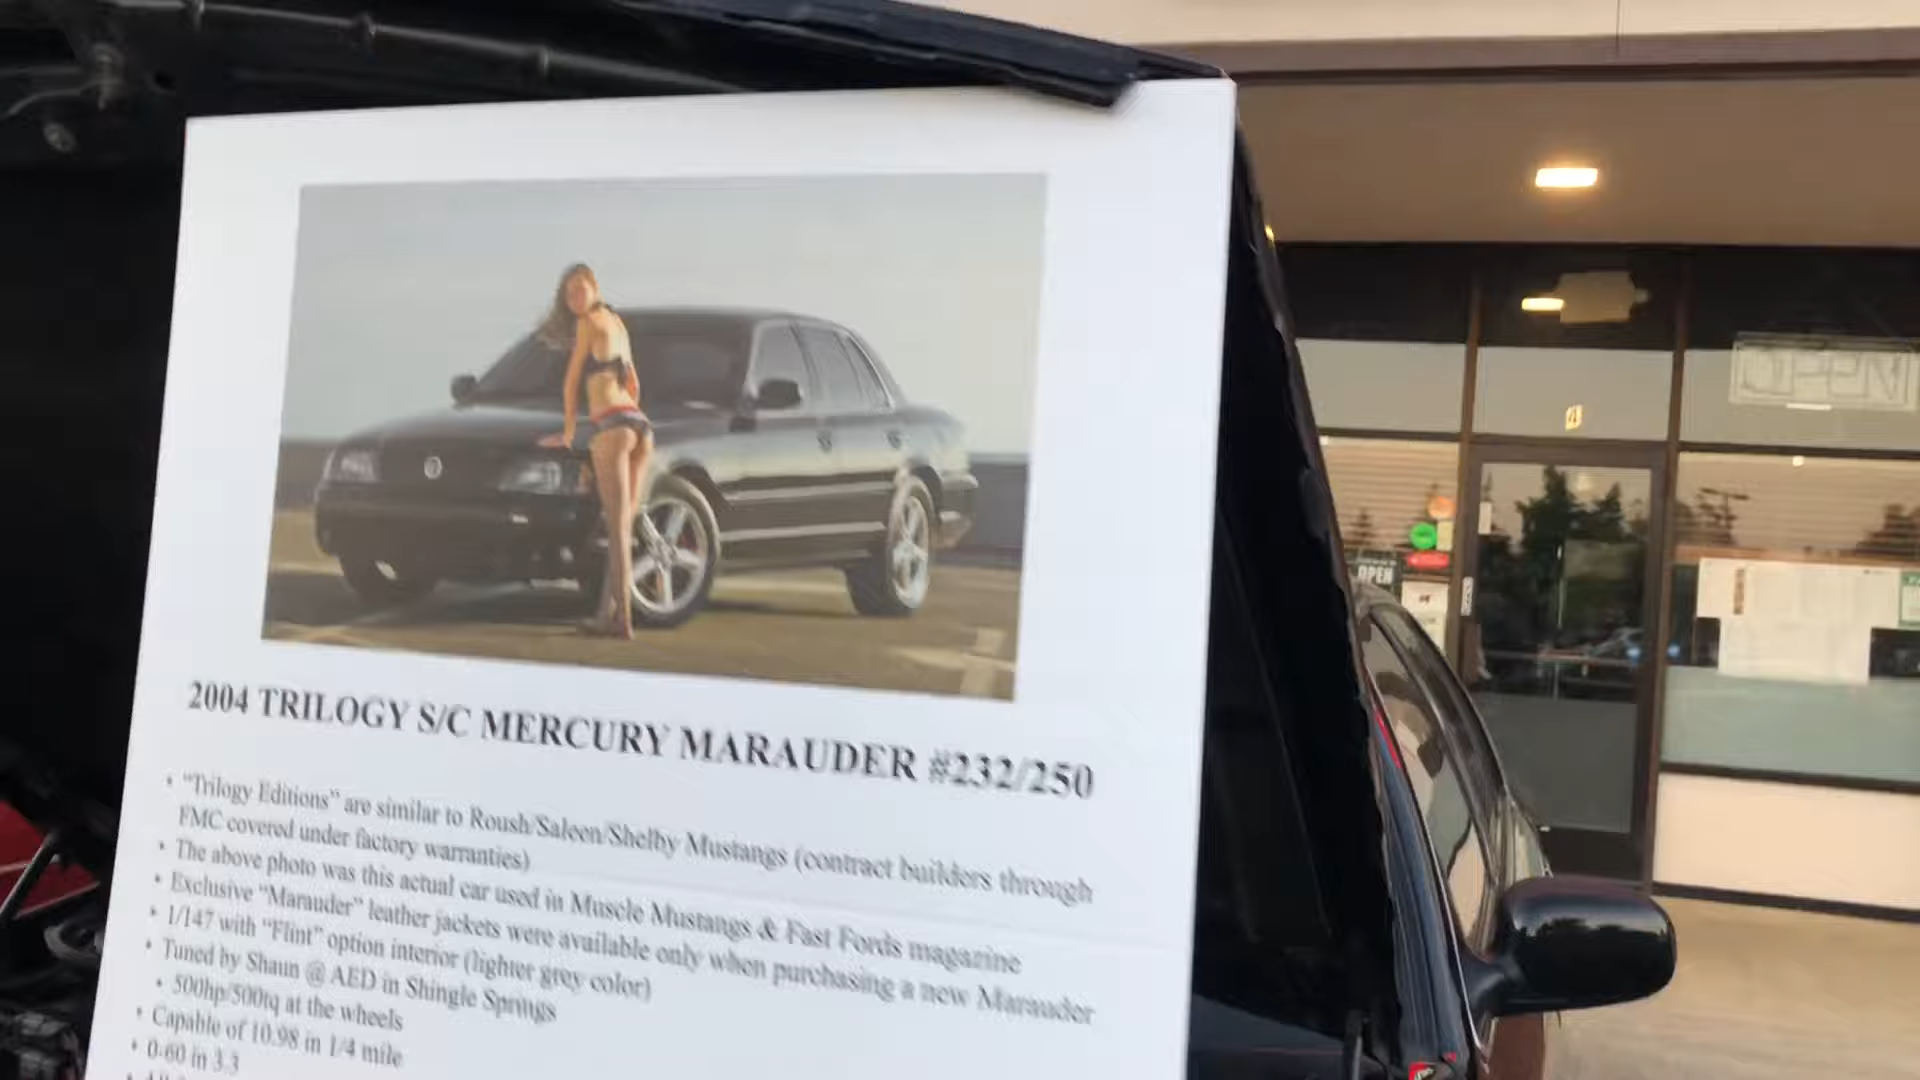 OPEN
4
OPEN
2004 TRILOGY S/C MERCURY MARAUDER #232/250
• “Trilogy Editions” are similar to Roush/Saleen/Shelby Mustangs (contract builders through
FMC covered under factory warranties)
• The above photo was this actual car used in Muscle Mustangs & Fast Fords magazine
• Exclusive “Marauder” leather jackets were available only when purchasing a new Marauder
• 1/147 with “Flint” option interior (lighter grey color)
• Tuned by Shaun @ AED in Shingle Springs
• 500hp/500tq at the wheels
• Capable of 10.98 in 1/4 mile
• 0-60 in 3.3